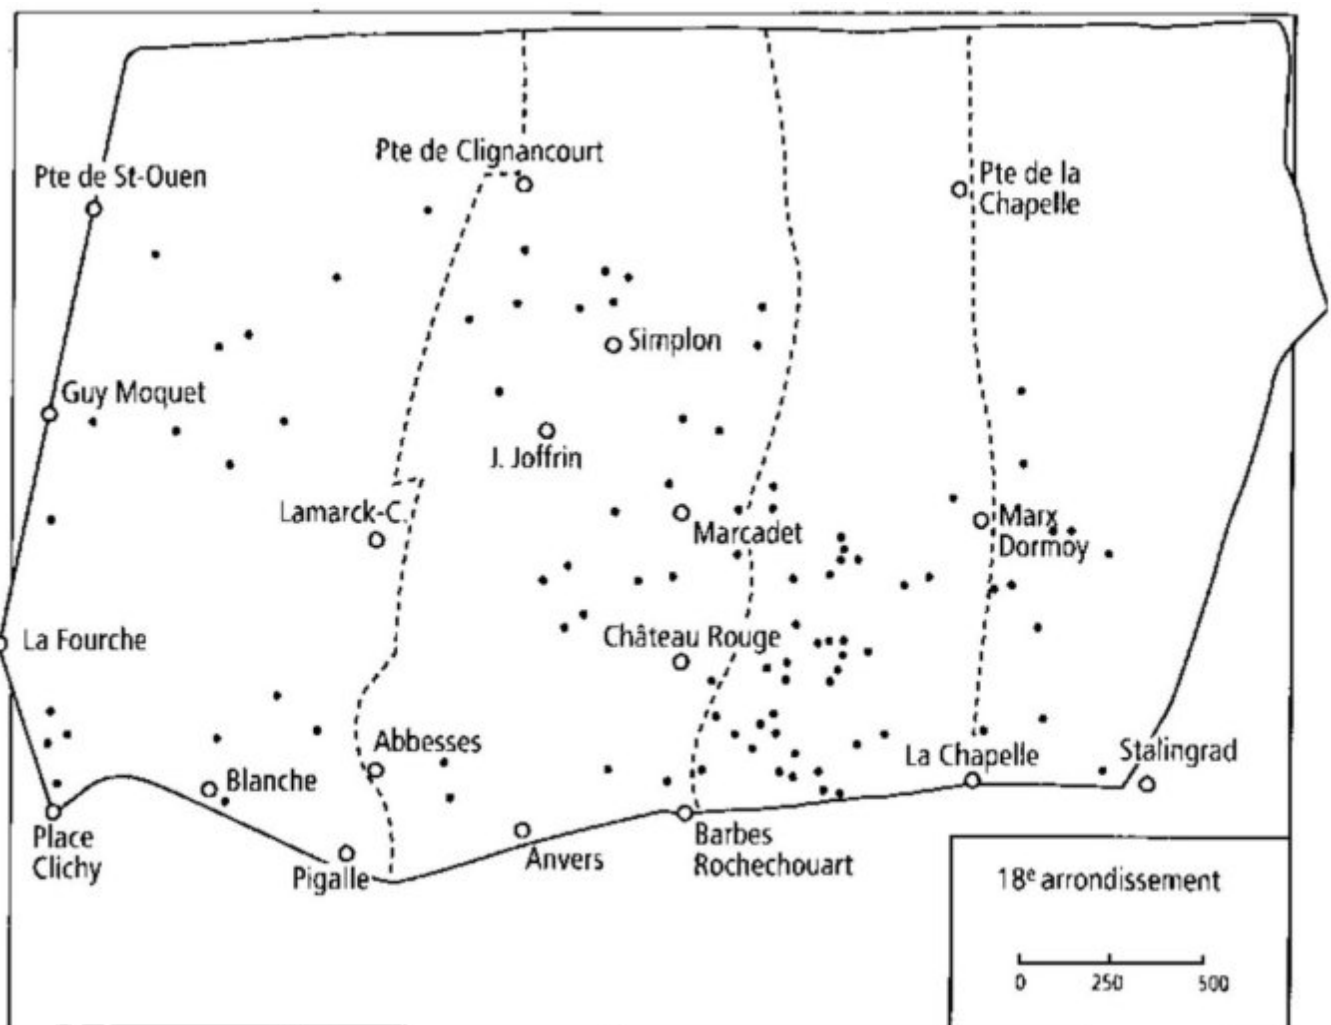 Pte de Clignancourt
Pte de St-Ouen
Pte de la
Chapelle
Simplon
Guy Moquet
J. Joffrin
Lamarck-C.
Marcadet
Marx
Dormoy
La Fourche
Château Rouge
Abbesses
Blanche
La Chapelle
Stalingrad
Place
Clichy
Pigalle
Anvers
Barbes
Rochechouart
18e arrondissement
0 250 500